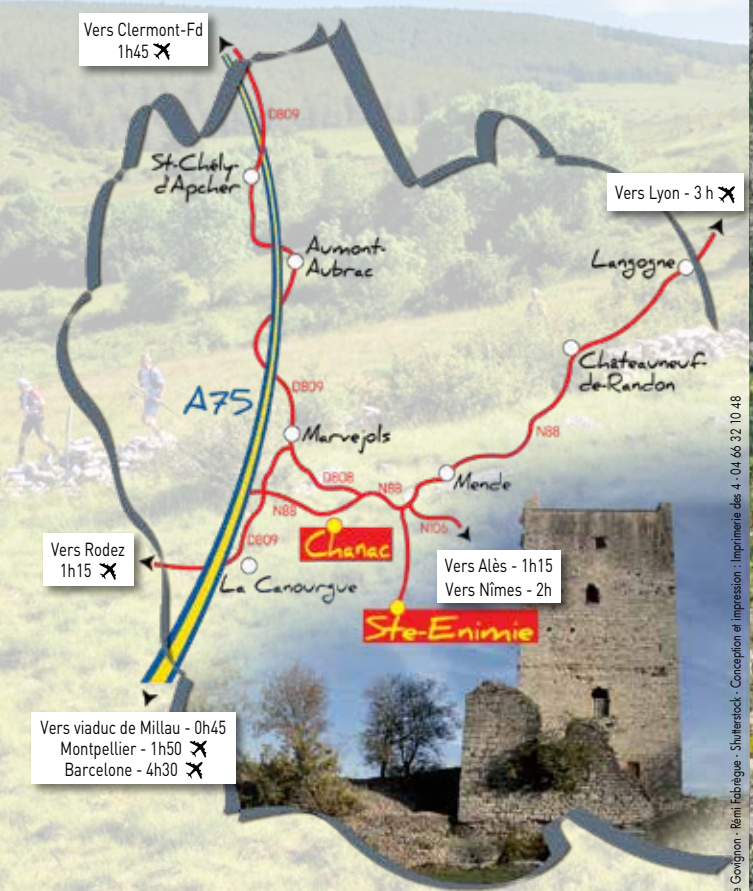 Vers Clermont-Fd
1h45
D809
St-Chély-
d'Apcher
Vers Lyon - 3 h
Aumont-
Aubrac
Langogne
Châteauneuf-
de-Randon
A75
D809
Marvejols
N88
D808
N88
Mende
N88
N106
Chanac
D809
Vers Rodez
1h15
La Canourgue
Vers Alès - 1h15
Vers Nîmes - 2h
Ste-Enimie
Vers viaduc de Millau - 0h45
Montpellier - 1h50
Barcelone - 4h30
Govignon - Rémi Fabrègue - Shutterstock - Conception et impression : Imprimerie des 4 - 04 66 32 10 48